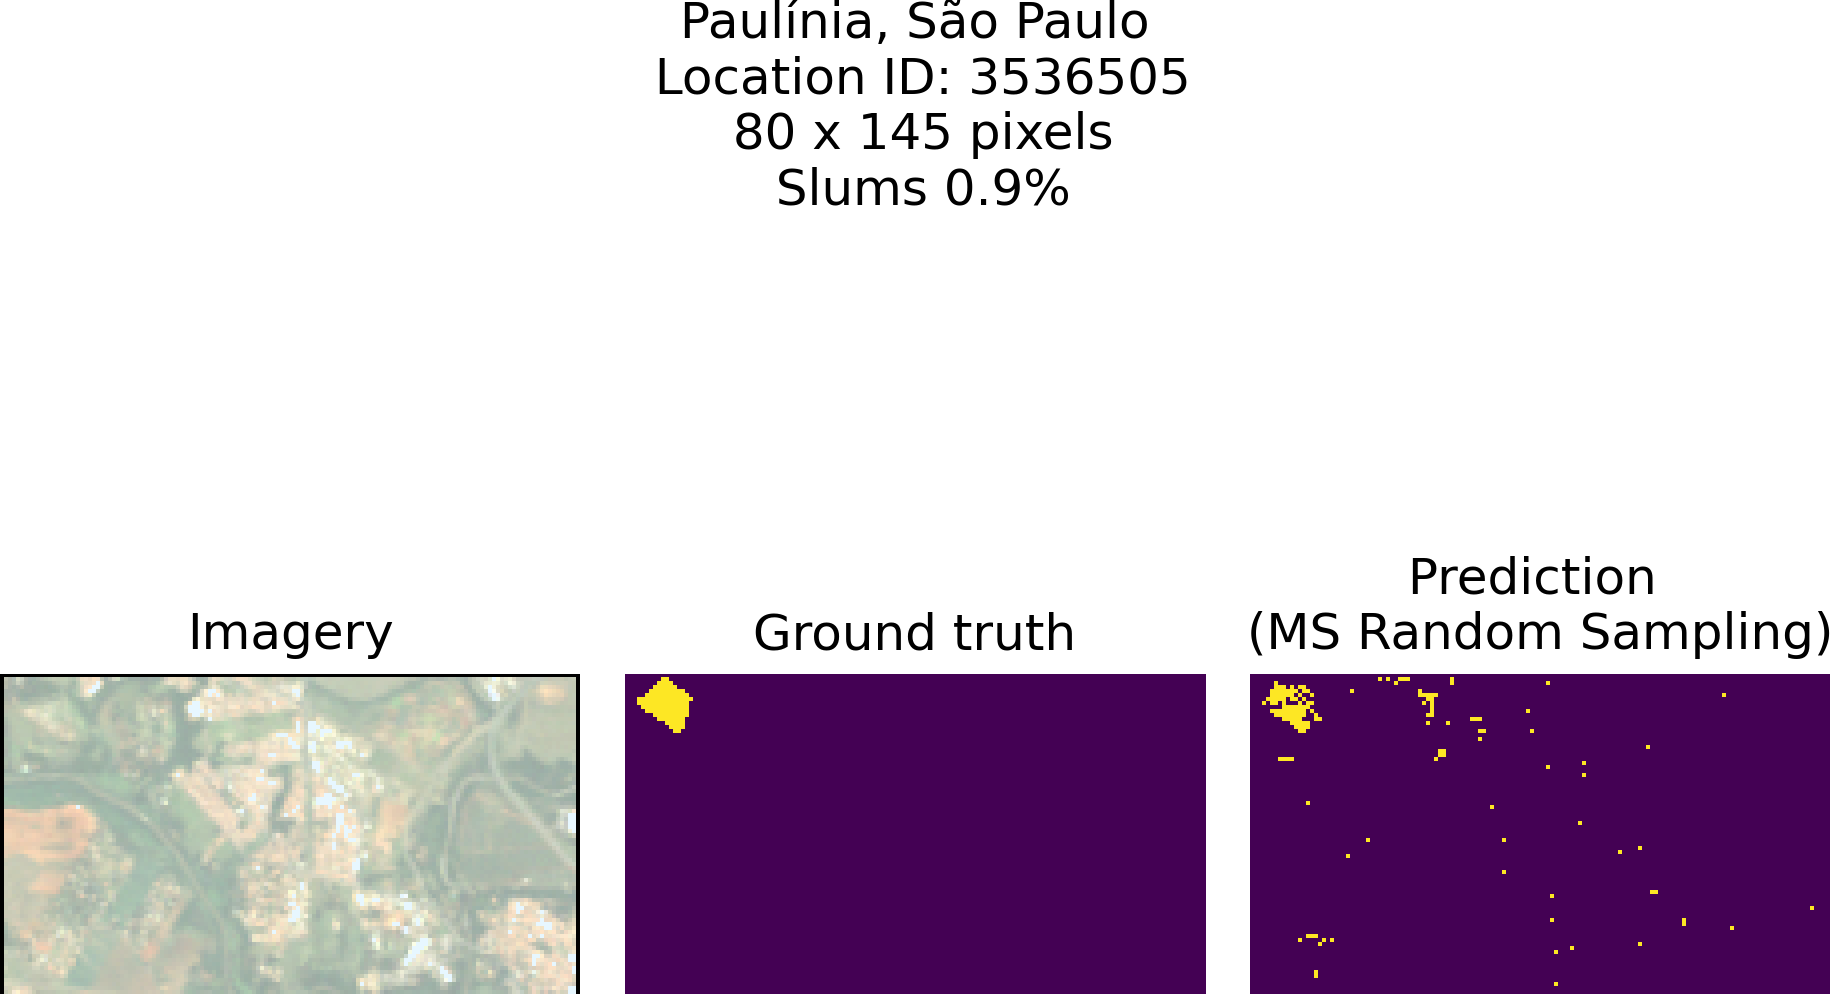 Paulínia, São Paulo
Location ID: 3536505
80 x 145 pixels
Slums 0.9%
Imagery
Ground truth
Prediction
(MS Random Sampling)